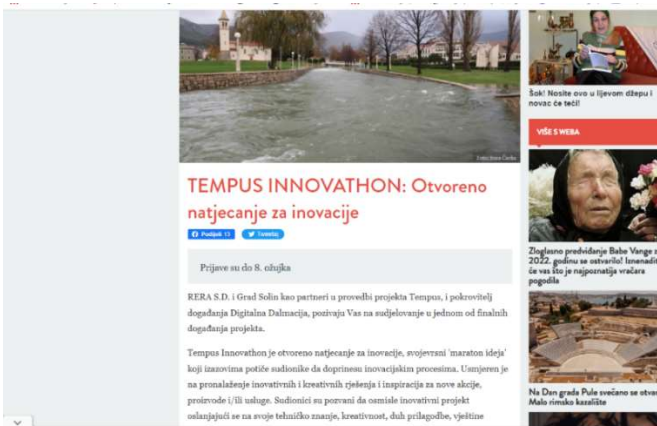 TEMPUS INNOVATHON: Otvoreno
natjecanje za inovacije
Podijeli 13
Tweetaj
Prijave su do 8. ožujka
RERA S.D. i Grad Solin kao partneri u provedbi projekta Tempus, i pokrovitelj
događanja Digitalna Dalmacija, pozivaju Vas na sudjelovanje u jednom od finalnih
događanja projekta.
Tempus Innovathon je otvoreno natjecanje za inovacije, svojevrsni 'maraton ideja'
koji izazovima potiče sudionike da doprinesu inovacijskim procesima. Usmjeren je
na pronalaženje inovativnih i kreativnih rješenja i inspiracija za nove akcije,
proizvode i/ili usluge. Sudionici su pozvani da osmisle inovativni projekt
oslanjajući se na svoje tehničko znanje, kreativnost, duh prilagodbe, vještine
Šok! Nosite ovo u lijevom džepu i
novac će teći!
VIŠE S WEBA
Zloglasno predviđanje Babe Vange z
2022. godinu se ostvarilo! Iznenadit
će vas što je najpoznatija vračara
pogodila
Na Dan grada Pule svečano se otvar
Malo rimsko kazalište